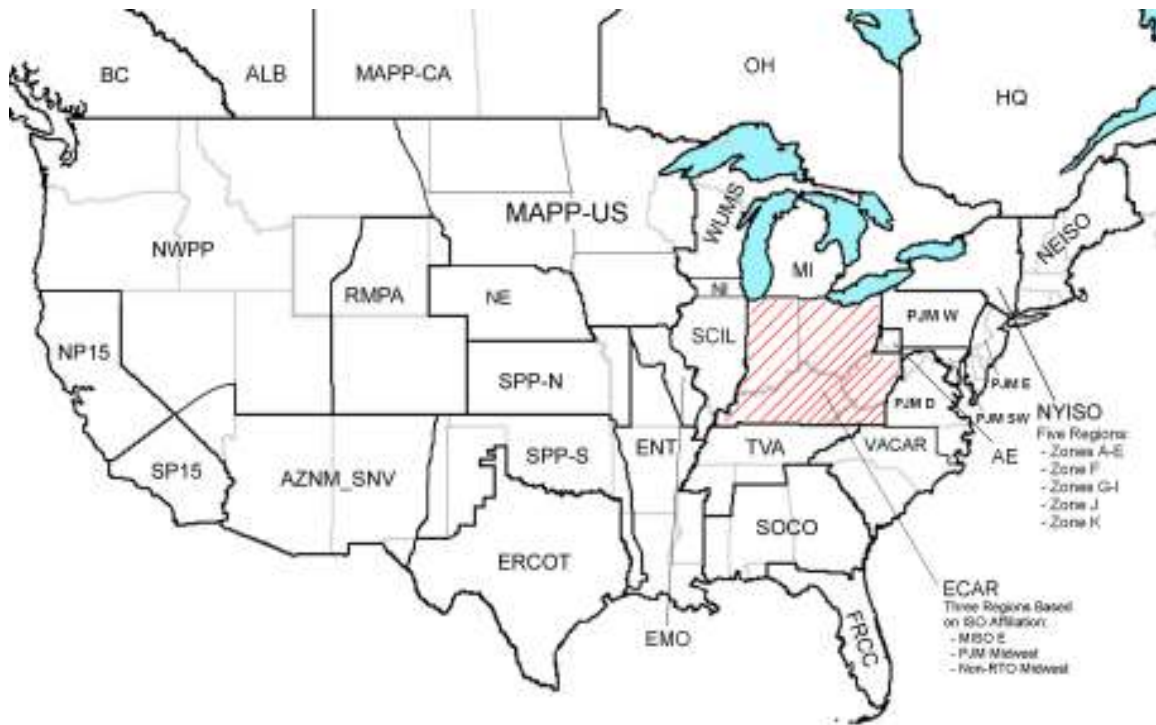 BC
ALB
MAPP-CA
OH
HQ
MAPP-US
WUMS
NEISO
NWPP
MI
RMPA
NE
NI
PJM W
NP15
SCIL
SPP-N
PJM E
PJM D
PJM SW
NYISO
Five Regions:
- Zones A-E
- Zone F
- Zones G-I
- Zone J
- Zone K
SP15
AZNM_SNV
SPP-S
ENT
TVA
VACAR
AE
SOCO
ERCOT
ECAR
Three Regions Based
on ISO Affiliation:
- MISO E
- PJM Midwest
- Non-RTO Midwest
EMO
FRCC